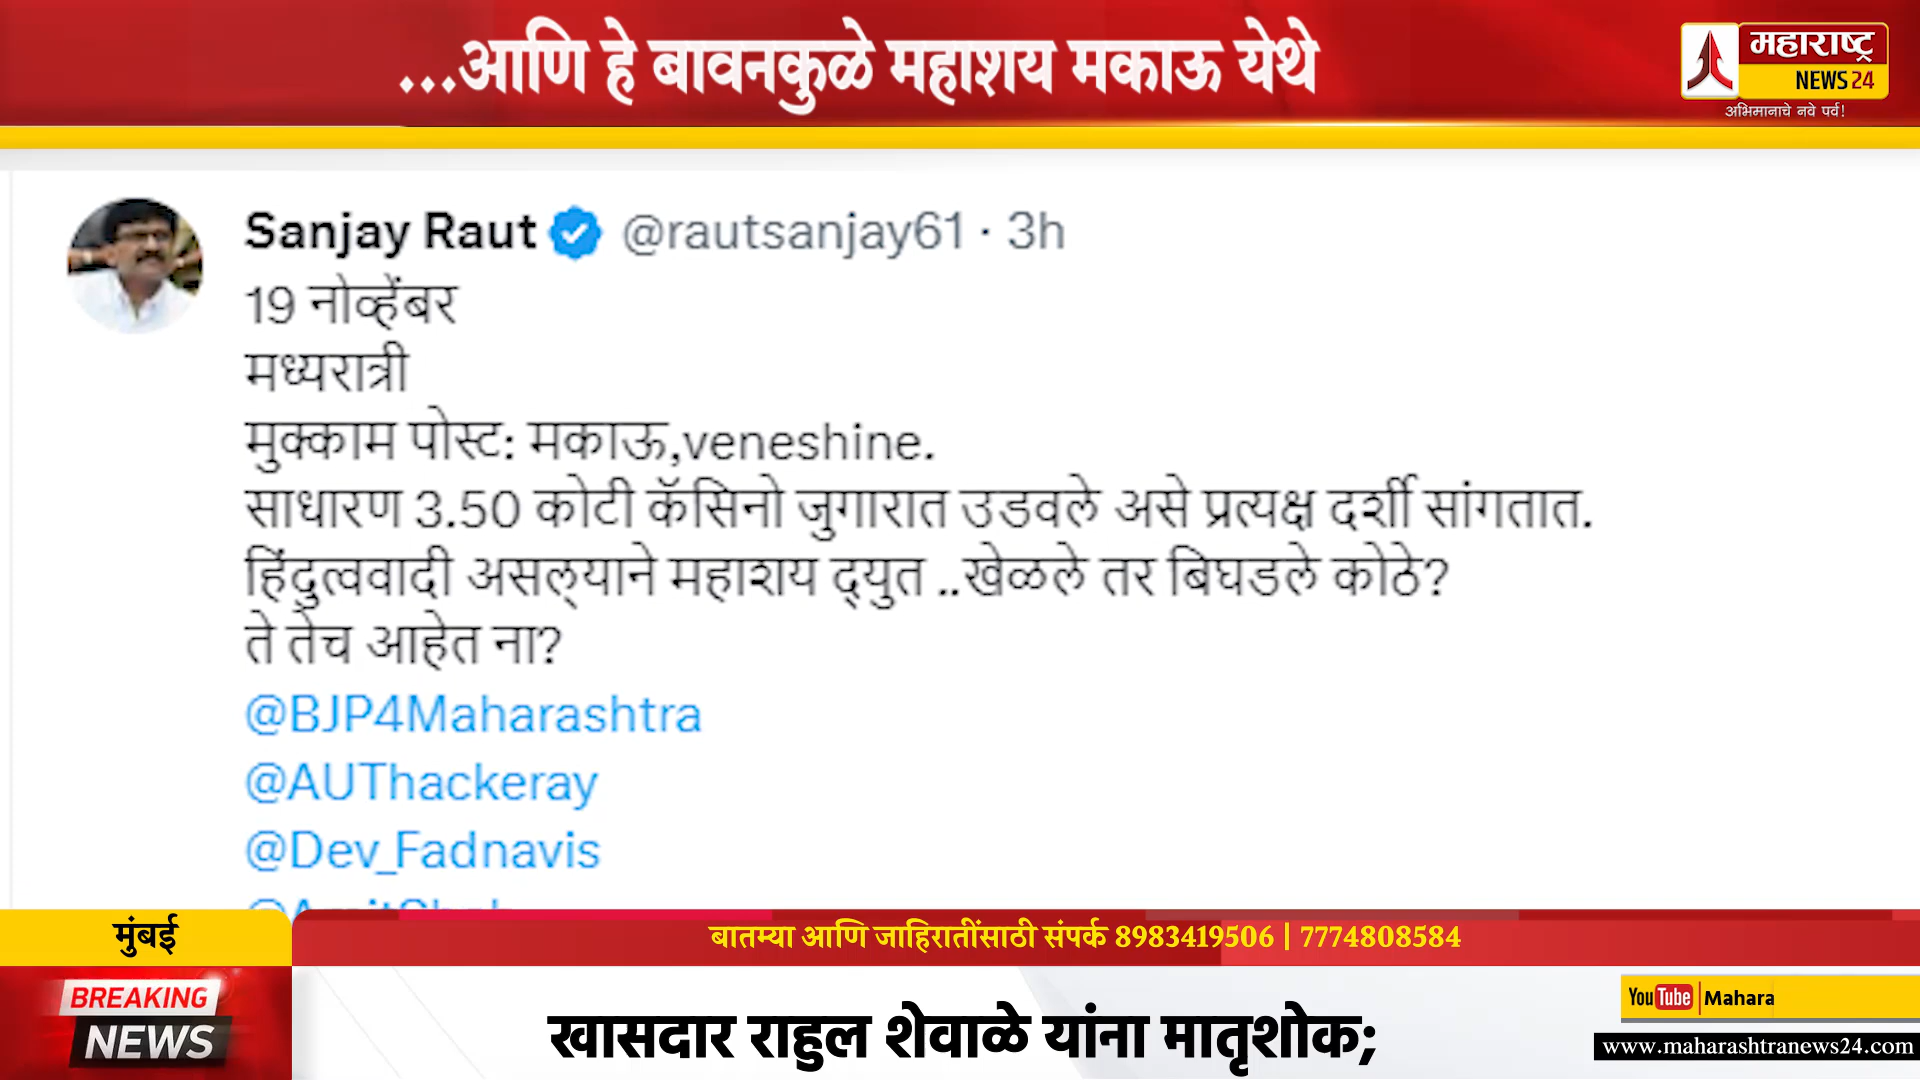 ...आणि हे बावनकुळे महाशय मकाऊ येथे
महाराष्ट्र
NEWS 24
अभिमानाचे नवे पर्व!
Sanjay Raut @rautsanjay61 · 3h
19 नोव्हेंबर
मध्यरात्री
मुक्काम पोस्ट: मकाऊ,veneshine.
साधारण 3.50 कोटी कॅसिनो जुगारात उडवले असे प्रत्यक्ष दर्शी सांगतात.
हिंदुत्ववादी असल्याने महाशय द्युत ..खेळले तर बिघडले कोठे?
ते तेच आहेत ना?
@BJP4Maharashtra
@AUThackeray
@Dev_Fadnavis
मुंबई
बातम्या आणि जाहिरातींसाठी संपर्क 8983419506 | 7774808584
BREAKING
NEWS
खासदार राहुल शेवाळे यांना मातृशोक;
YouTube Mahara
www.maharashtranews24.com